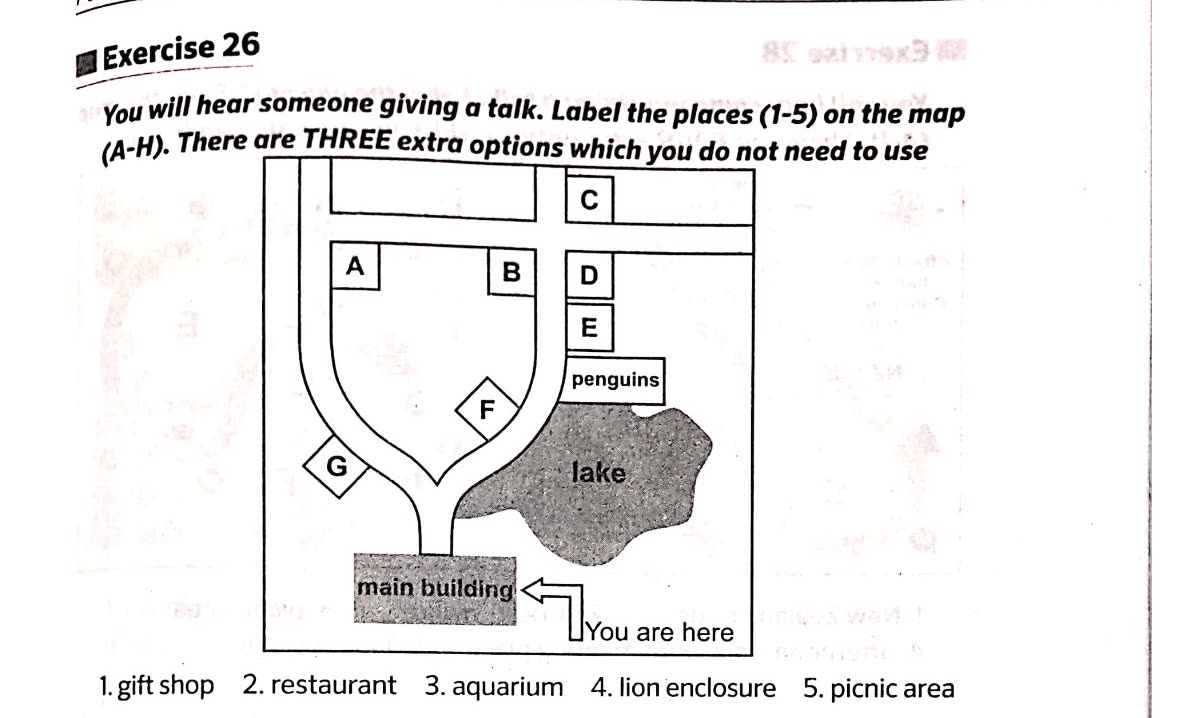 Exercise 26
You will hear someone giving a talk. Label the places (1-5) on the map
(A-H). There are THREE extra options which you do not need to use
C
A
B
D
E
penguins
F
G
lake
main building
You are here
1. gift shop 2. restaurant 3. aquarium 4. lion enclosure 5. picnic area